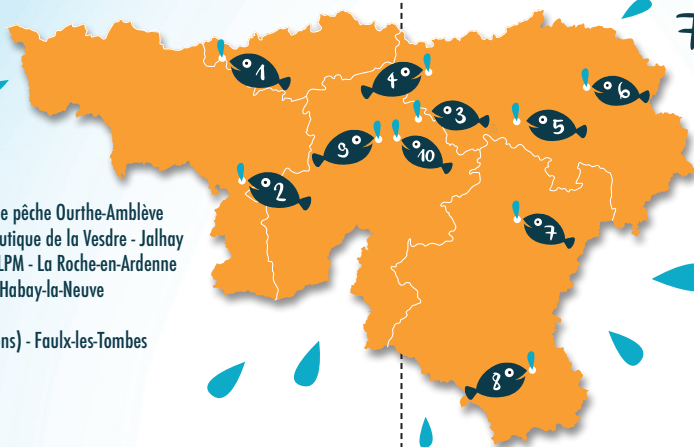 7
1
4
6
3
5
9
10
2
e pêche Ourthe-Amblève
utique de la Vesdre - Jalhay
7
LPM - La Roche-en-Ardenne
Habay-la-Neuve
ns) - Faulx-les-Tombes
8